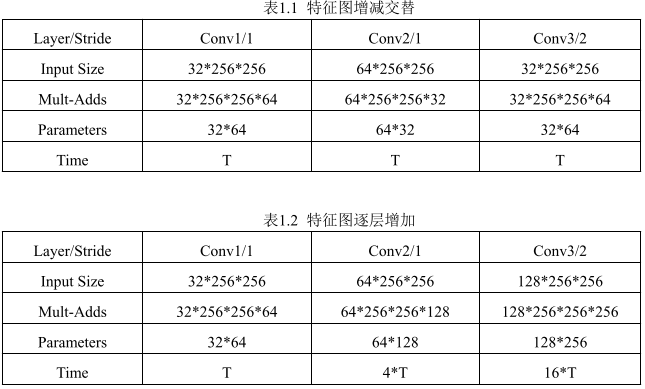 表1.1 特征图增减交替
Layer/Stride Conv1/1 Conv2/1 Conv3/2
Input Size 32*256*256 64*256*256 32*256*256
Mult-Adds 32*256*256*64 64*256*256*32 32*256*256*64
Parameters 32*64 64*32 32*64
Time T T T
表1.2 特征图逐层增加
Layer/Stride Conv1/1 Conv2/1 Conv3/2
Input Size 32*256*256 64*256*256 128*256*256
Mult-Adds 32*256*256*64 64*256*256*128 128*256*256*256
Parameters 32*64 64*128 128*256
Time T 4*T 16*T